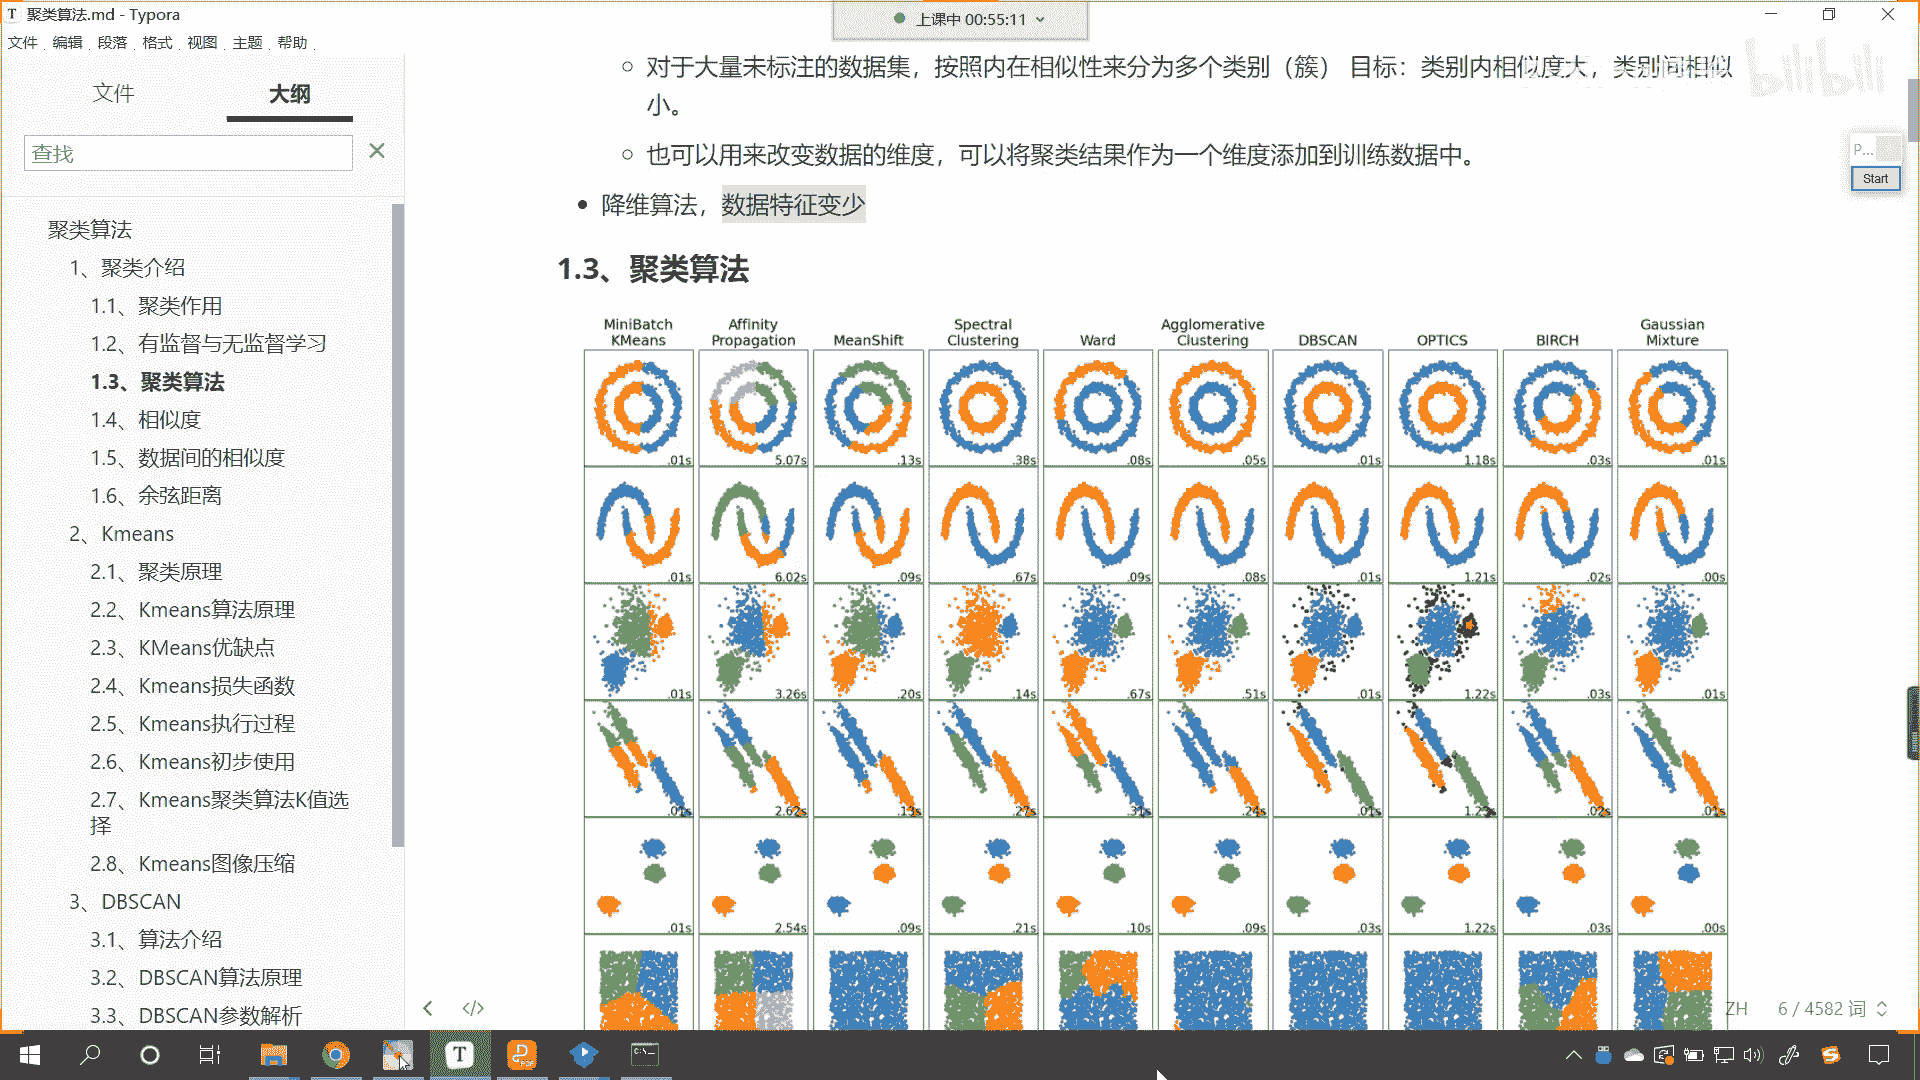 聚类算法.md - Typora
上课中 00:55:11
文件 编辑 段落 格式 视图 主题 帮助
文件 大纲
查找
聚类算法
1、聚类介绍
1.1、聚类作用
1.2、有监督与无监督学习
1.3、聚类算法
1.4、相似度
1.5、数据间的相似度
1.6、余弦距离
2、Kmeans
2.1、聚类原理
2.2、Kmeans算法原理
2.3、KMeans优缺点
2.4、Kmeans损失函数
2.5、Kmeans执行过程
2.6、Kmeans初步使用
2.7、Kmeans聚类算法K值选
择
2.8、Kmeans图像压缩
3、DBSCAN
3.1、算法介绍
3.2、DBSCAN算法原理
3.3、DBSCAN参数解析
对于大量未标注的数据集，按照内在相似性来分为多个类别（簇） 目标：类别内相似度大，类别间相似
小。
也可以用来改变数据的维度，可以将聚类结果作为一个维度添加到训练数据中。
降维算法，数据特征变少
bilibili
P...
Start
1.3、聚类算法
MiniBatch KMeans Affinity Propagation MeanShift Spectral Clustering Ward Agglomerative Clustering DBSCAN OPTICS BIRCH Gaussian Mixture
.01s 5.07s .13s .38s .08s .05s .01s 1.18s .03s .01s
.01s 6.02s .09s .67s .09s .08s .01s 1.21s .02s .00s
.01s 3.26s .20s .14s .67s .51s .01s 1.22s .03s .01s
.01s 2.62s .13s .27s .31s .24s .01s 1.23s .02s .01s
.01s 2.54s .09s .21s .10s .09s .03s 1.22s .03s .00s
ZH 6 / 4582 词